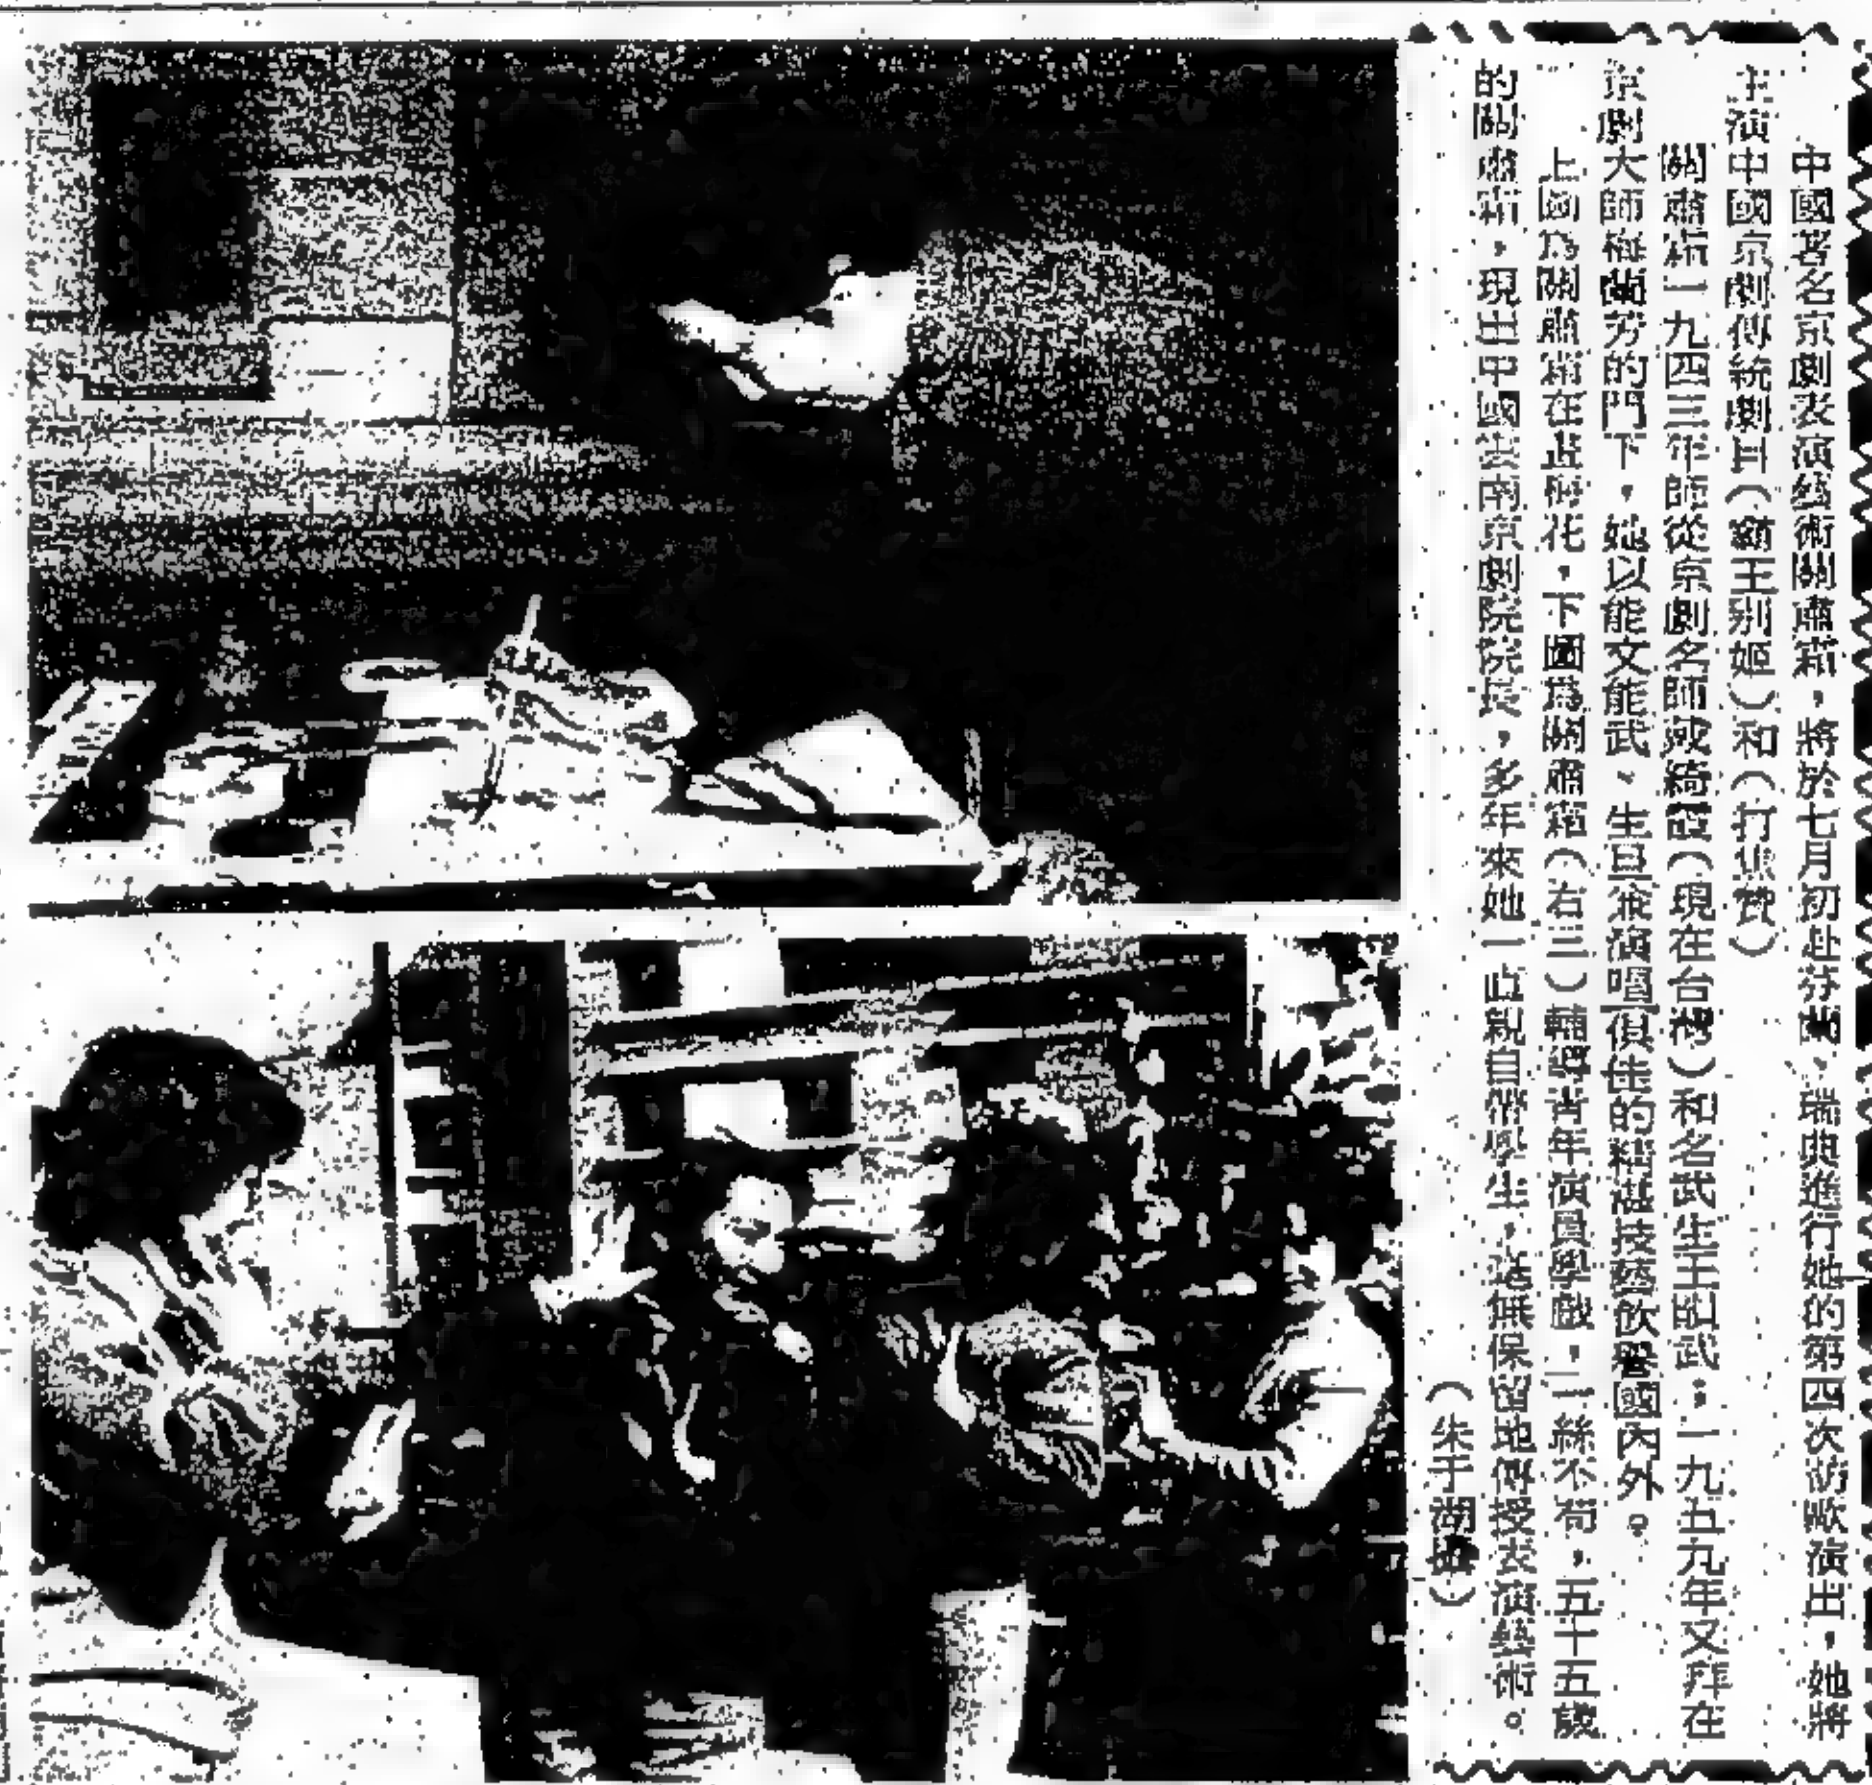 中國著名京劇表演藝術關肅霜，將於七月初赴芬蘭、瑞典進行她的第四次訪歐演出，她將
主演中國京劇傳統劇目（霸王别姬）和（打焦贊）
關肅霜一九四三年師從京劇名師戴綺霞（現在台灣）和名武生王韻武；一九五九年又拜在
京劇大師梅蘭芳的門下，她以能文能武、生旦兼演唱俱佳的精湛技藝飲譽國內外。
上圖為關肅霜在畫梅花，下圖爲關肅霜（右三）輔導青年演員學戲，一絲不苟，五十五歲
的關肅霜，現任中國雲南京劇院院長，多年來她一直親自帶學生，毫無保留地傳授表演藝術。
（朱于湖攝）